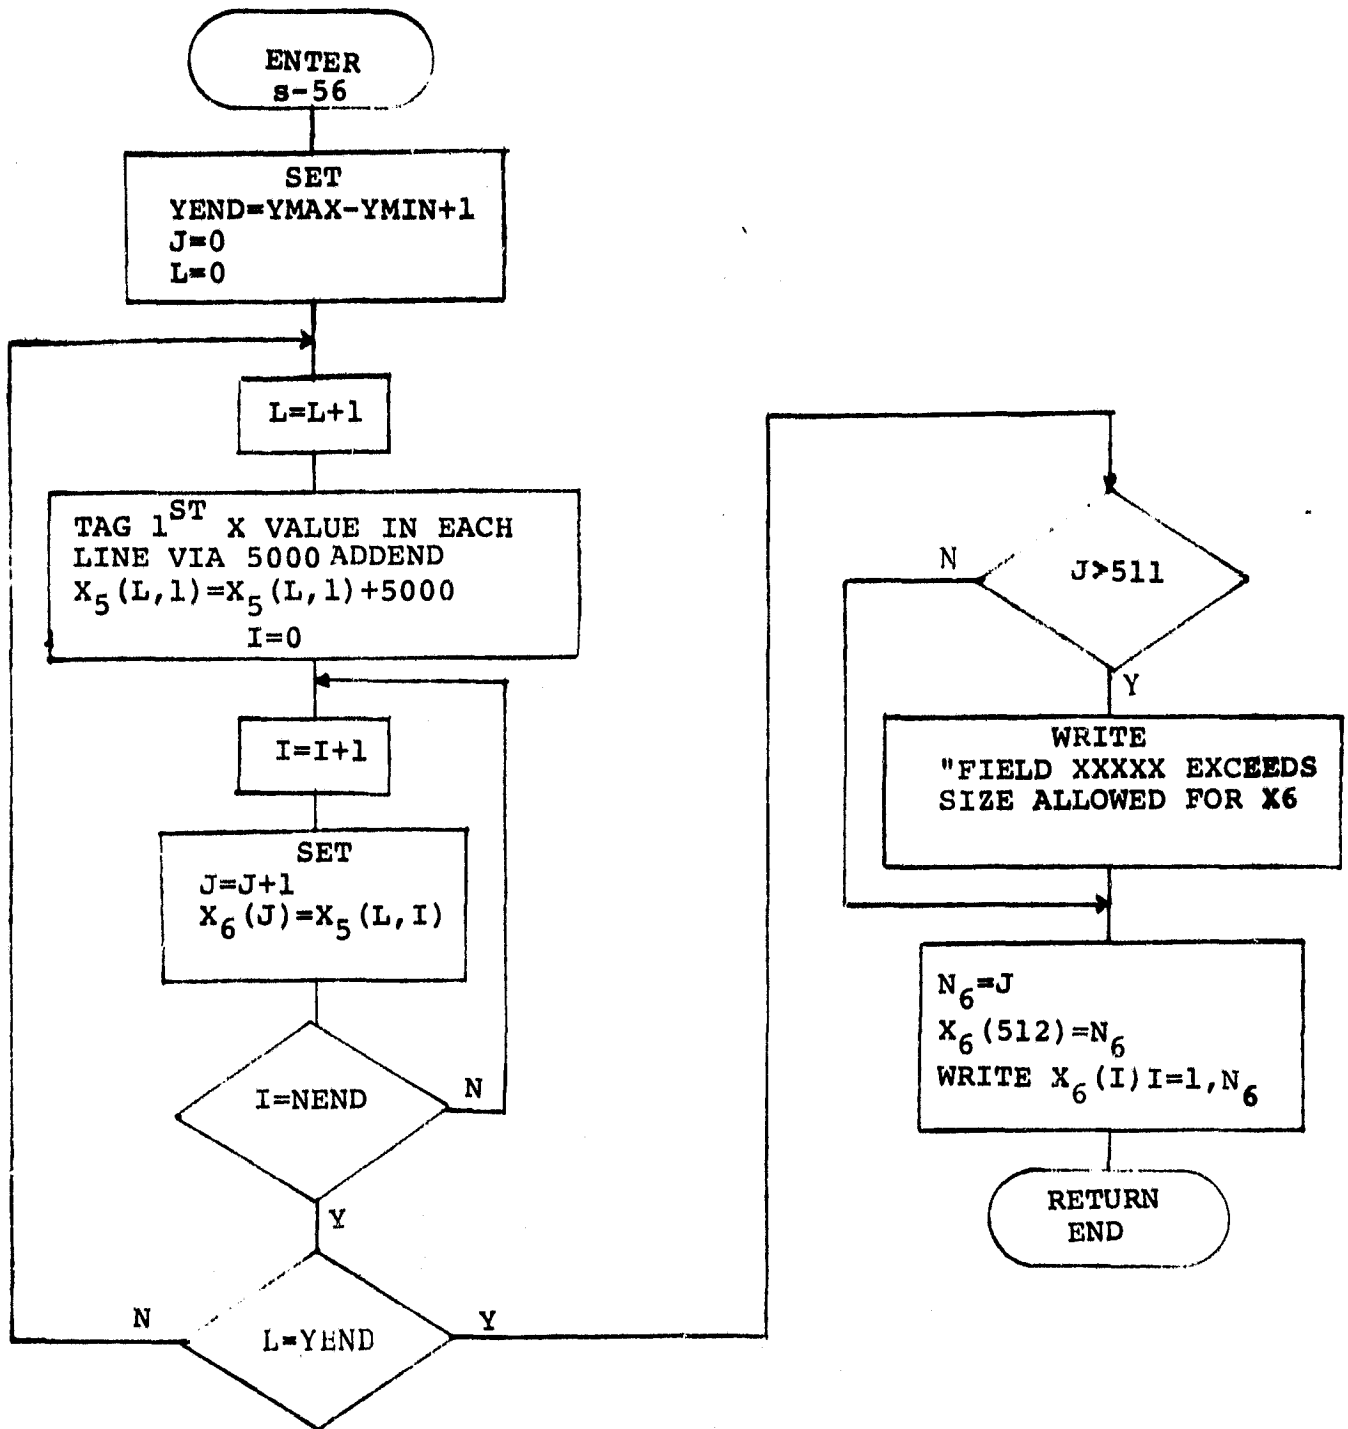 ENTER
s-56
SET
YEND=YMAX-YMIN+1
J=0
L=0
L=L+1
TAG 1ST X VALUE IN EACH
LINE VIA 5000 ADDEND
X5(L,1)=X5(L,1)+5000
I=0
I=I+1
SET
J=J+1
X6(J)=X5(L,I)
I=NEND
N
Y
L=YEND
N
Y
J>511
N
Y
WRITE
"FIELD XXXXX EXCEEDS
SIZE ALLOWED FOR X6
N6=J
X6(512)=N6
WRITE X6(I)I=1,N6
RETURN
END